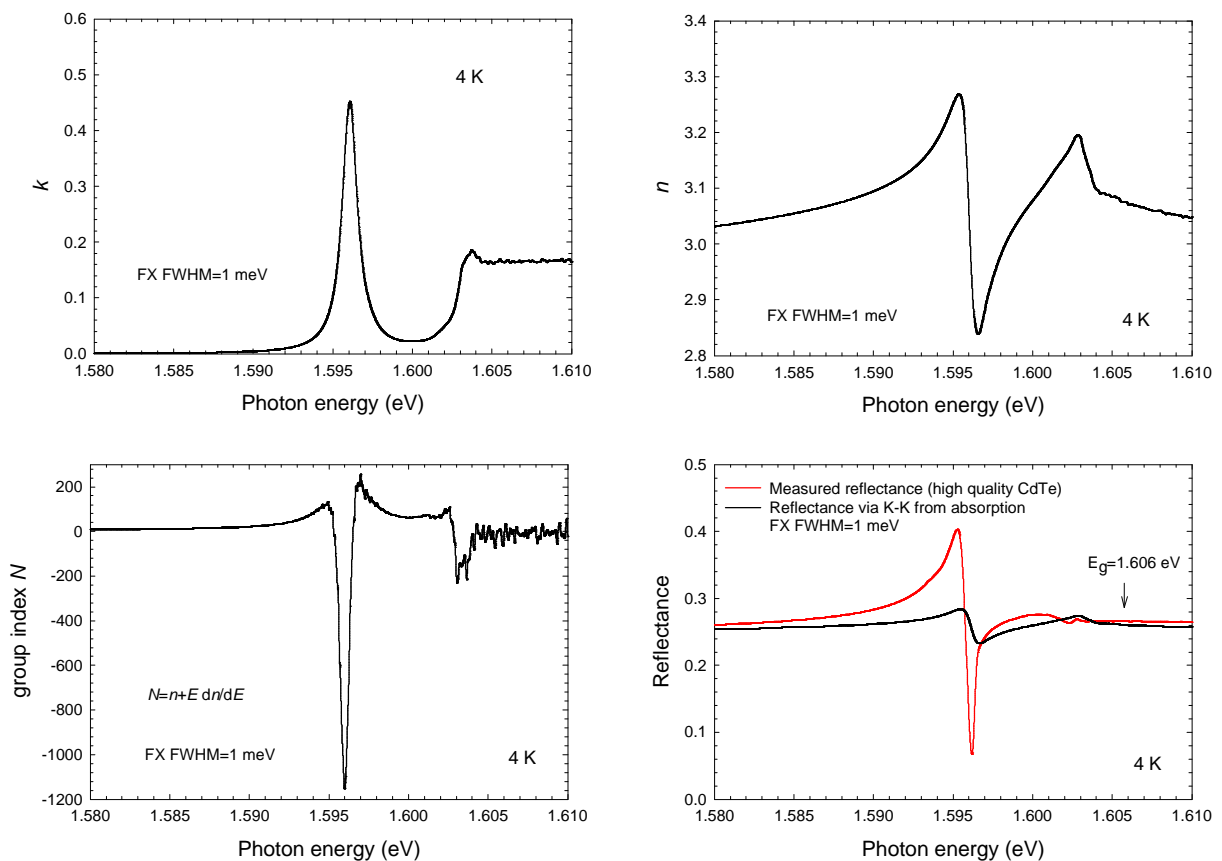 0.6
0.5
0.4
0.3
0.2
0.1
0.0
k
4 K
FX FWHM=1 meV
1.580 1.585 1.590 1.595 1.600 1.605 1.610
Photon energy (eV)
3.4
3.3
3.2
3.1
3.0
2.9
2.8
n
FX FWHM=1 meV
4 K
1.580 1.585 1.590 1.595 1.600 1.605 1.610
Photon energy (eV)
200
0
-200
-400
-600
-800
-1000
-1200
group index N
N=n+E dn/dE
FX FWHM=1 meV
4 K
1.580 1.585 1.590 1.595 1.600 1.605 1.610
Photon energy (eV)
0.5
0.4
0.3
0.2
0.1
0.0
Reflectance
Measured reflectance (high quality CdTe)
Reflectance via K-K from absorption
FX FWHM=1 meV
Eg=1.606 eV
4 K
1.580 1.585 1.590 1.595 1.600 1.605 1.610
Photon energy (eV)